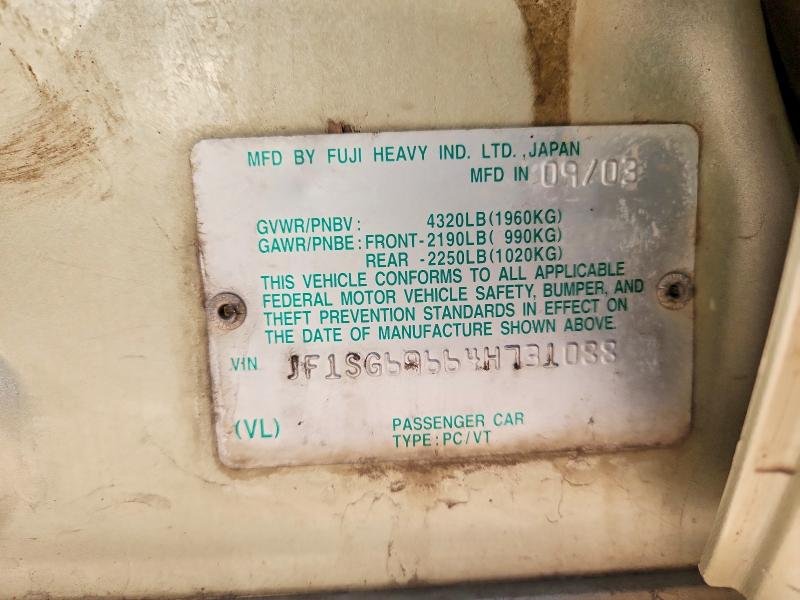 MFD BY FUJI HEAVY IND. LTD., JAPAN
MFD IN 09/03
GVWR/PNBV: 4320LB(1960KG)
GAWR/PNBE: FRONT-2190LB( 990KG)
REAR -2250LB(1020KG)
THIS VEHICLE CONFORMS TO ALL APPLICABLE
FEDERAL MOTOR VEHICLE SAFETY, BUMPER, AND
THEFT PREVENTION STANDARDS IN EFFECT ON
THE DATE OF MANUFACTURE SHOWN ABOVE.
VIN JF1SG69664H731088
(VL) PASSENGER CAR
TYPE: PC/VT